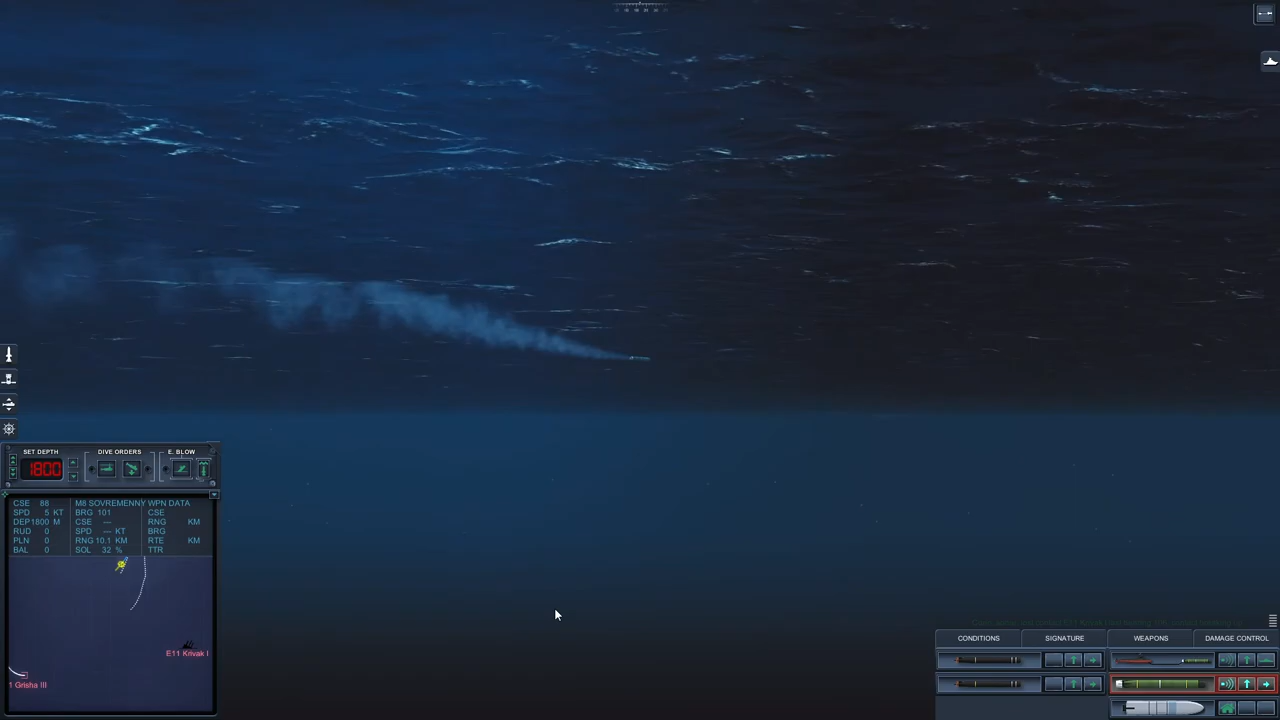 SET DEPTH DIVE ORDERS E. BLOW
1800
CSE 88 M8 SOVREMENNY WPN DATA
SPD 5 KT BRG 101 CSE
DEP 1800 M CSE --- RNG KM
RUD 0 SPD --- KT BRG
PLN 0 RNG 10.1 KM RTE KM
BAL 0 SOL 32 % TTR
E11 Krivak I
1 Grisha III
CONDITIONS SIGNATURE WEAPONS DAMAGE CONTROL